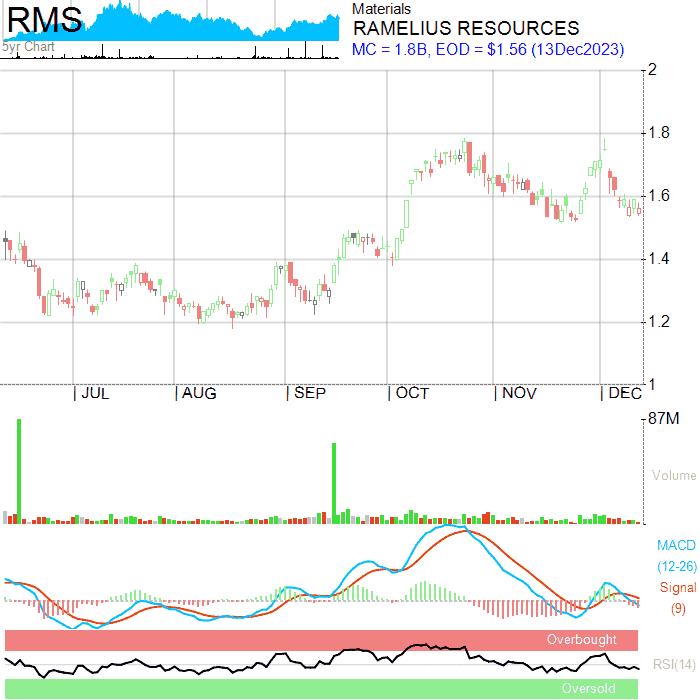 RMS
5yr Chart
Materials
RAMELIUS RESOURCES
MC = 1.8B, EOD = $1.56 (13Dec2023)
2
1.8
1.6
1.4
1.2
1
JUL AUG SEP OCT NOV DEC
87M
Volume
MACD
(12-26)
Signal
(9)
Overbought
RSI(14)
Oversold